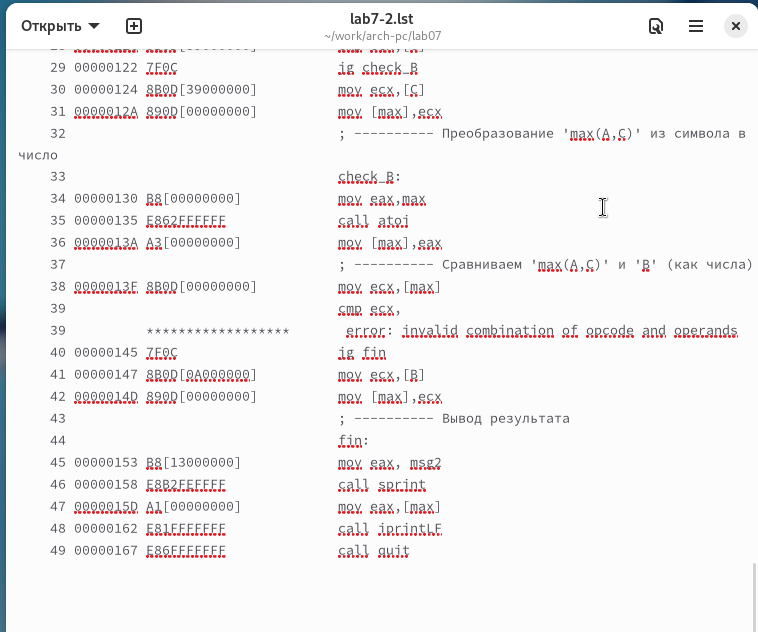 Открыть
lab7-2.lst
~/work/arch-pc/lab07
29 00000122 7F0C jg check_B
30 00000124 8B0D[39000000] mov ecx,[C]
31 0000012A 890D[00000000] mov [max],ecx
32 ; ---------- Преобразование 'max(A,C)' из символа в
число
33 check_B:
34 00000130 B8[00000000] mov eax,max
35 00000135 E862FFFFFF call atoi
36 0000013A A3[00000000] mov [max],eax
37 ; ---------- Сравниваем 'max(A,C)' и 'B' (как числа)
38 0000013F 8B0D[00000000] mov ecx,[max]
39 cmp ecx,
39 ****************** error: invalid combination of opcode and operands
40 00000145 7F0C jg fin
41 00000147 8B0D[0A000000] mov ecx,[B]
42 0000014D 890D[00000000] mov [max],ecx
43 ; ---------- Вывод результата
44 fin:
45 00000153 B8[13000000] mov eax, msg2
46 00000158 E8B2FEFFFF call sprint
47 0000015D A1[00000000] mov eax,[max]
48 00000162 E81FFFFFFF call iprintLF
49 00000167 E86FFFFFFF call quit